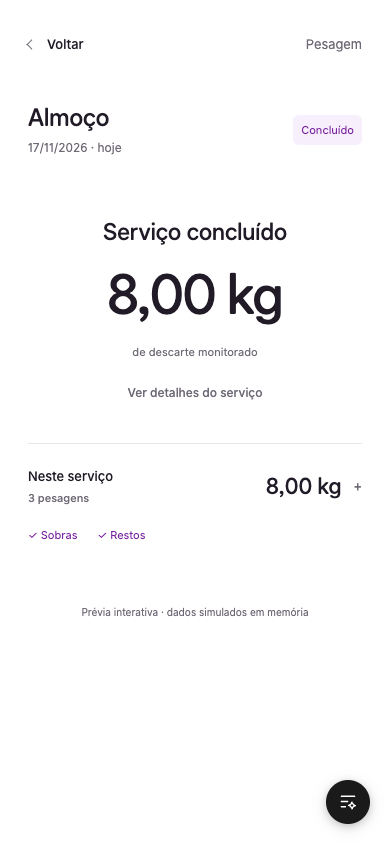 Voltar
Pesagem
Almoço
17/11/2026 · hoje
Concluído
Serviço concluído
8,00 kg
de descarte monitorado
Ver detalhes do serviço
Neste serviço
3 pesagens
8,00 kg +
✓ Sobras ✓ Restos
Prévia interativa · dados simulados em memória